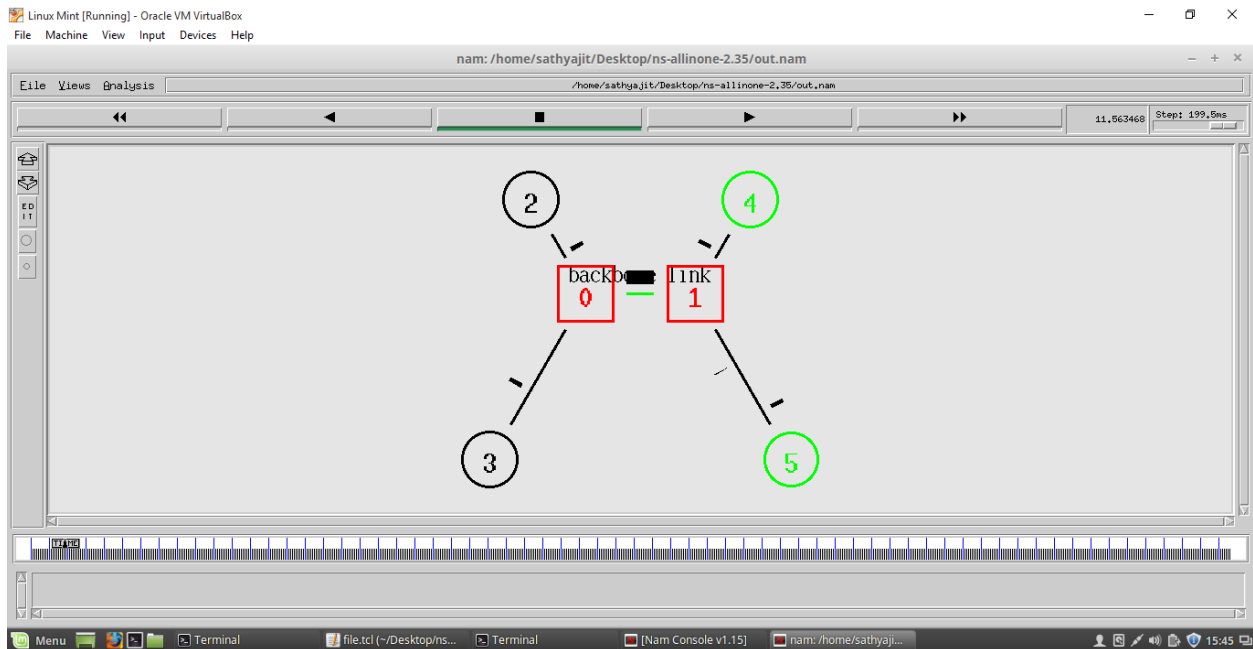 Linux Mint [Running] - Oracle VM VirtualBox
File Machine View Input Devices Help
nam: /home/sathyajit/Desktop/ns-allinone-2.35/out.nam
File Views Analysis /home/sathyajit/Desktop/ns-allinone-2.35/out.nam
11.563468 Step: 199.5ms
ED
IT
2 4
link
0 1
3 5
TIME
Menu Terminal file.tcl (~/Desktop/ns... Terminal [Nam Console v1.15] nam: /home/sathyaji... 15:45